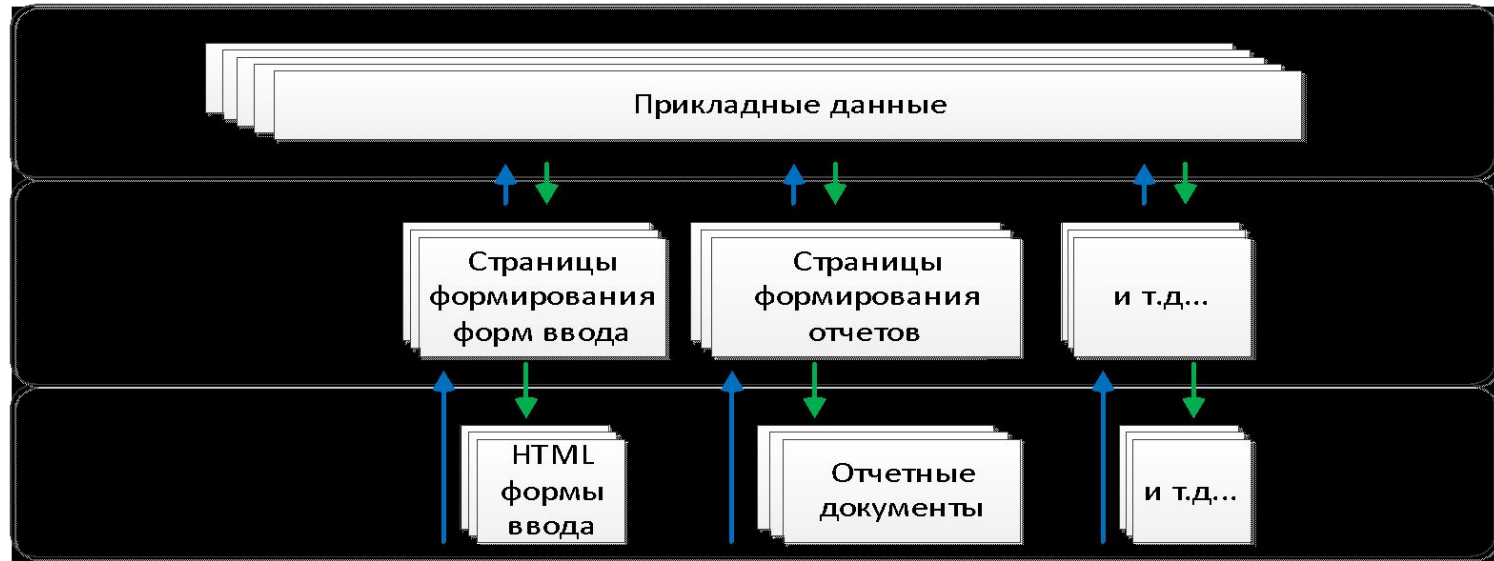 Прикладные данные
Страницы
формирования
форм ввода
Страницы
формирования
отчетов
и т.д...
HTML
формы
ввода
Отчетные
документы
и т.д...